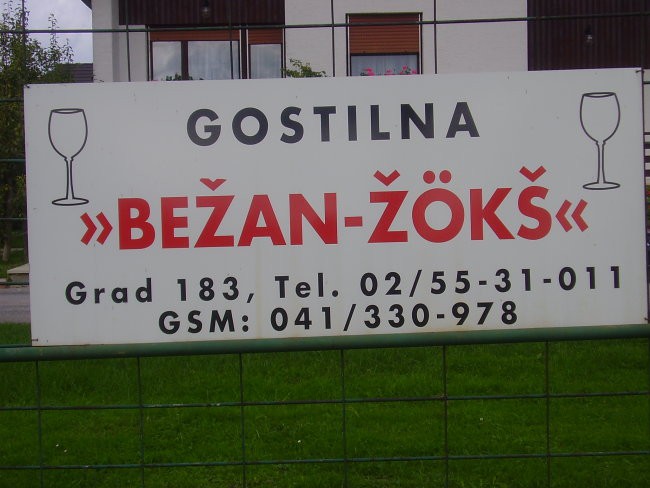 GOSTILNA
»BEŽAN-ŽÖKŠ«
Grad 183, Tel. 02/55-31-011
GSM: 041/330-978